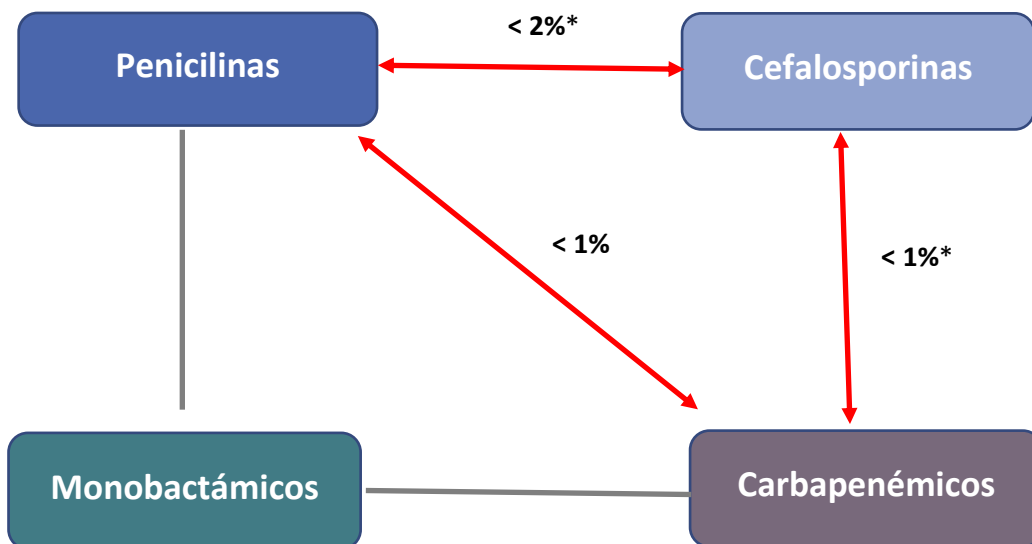 < 2%*
Penicilinas
Cefalosporinas
< 1%
< 1%*
Monobactámicos
Carbapenémicos